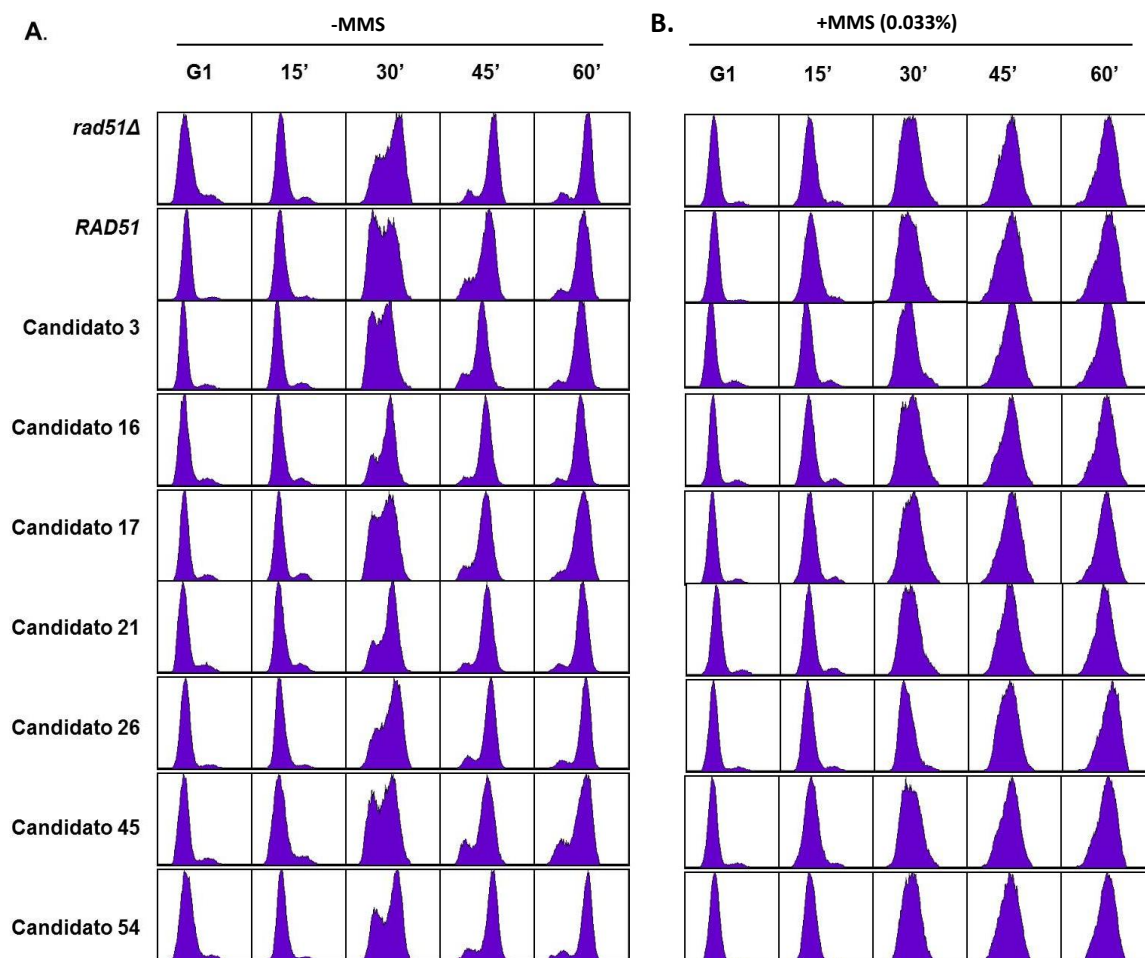 A.
-MMS
G1 15’ 30’ 45’ 60’
B.
+MMS (0.033%)
G1 15’ 30’ 45’ 60’
rad51Δ
RAD51
Candidato 3
Candidato 16
Candidato 17
Candidato 21
Candidato 26
Candidato 45
Candidato 54